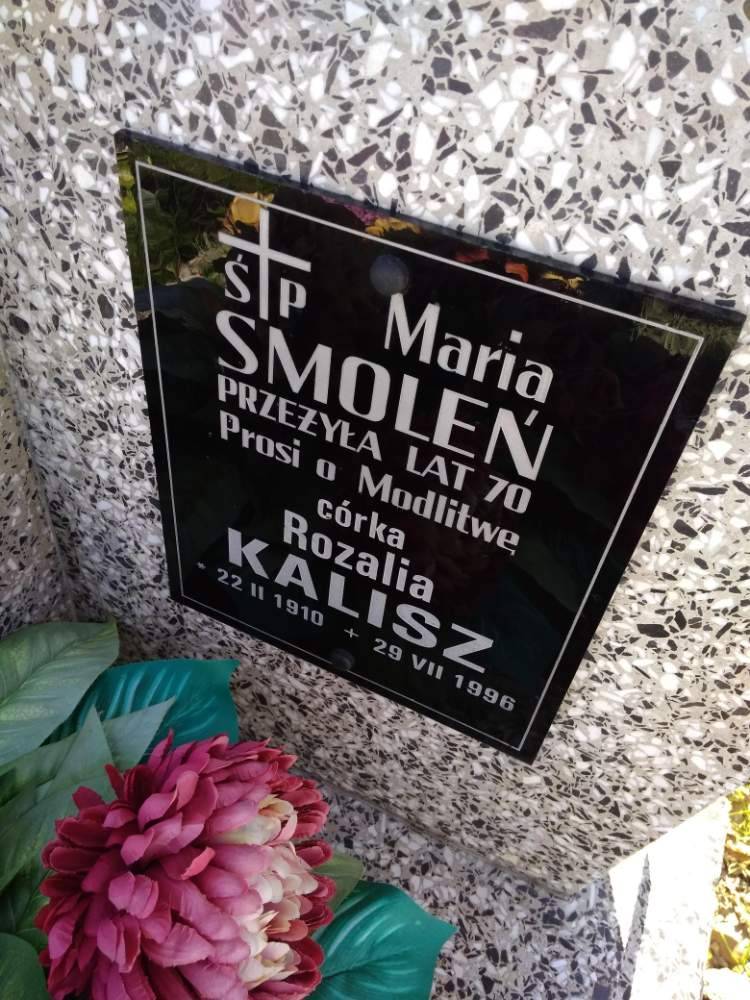 ŚP Maria
SMOLEŃ
PRZEŻYŁA LAT 70
Prosi o Modlitwę
córka
Rozalia
KALISZ
* 22 II 1910 + 29 VII 1996